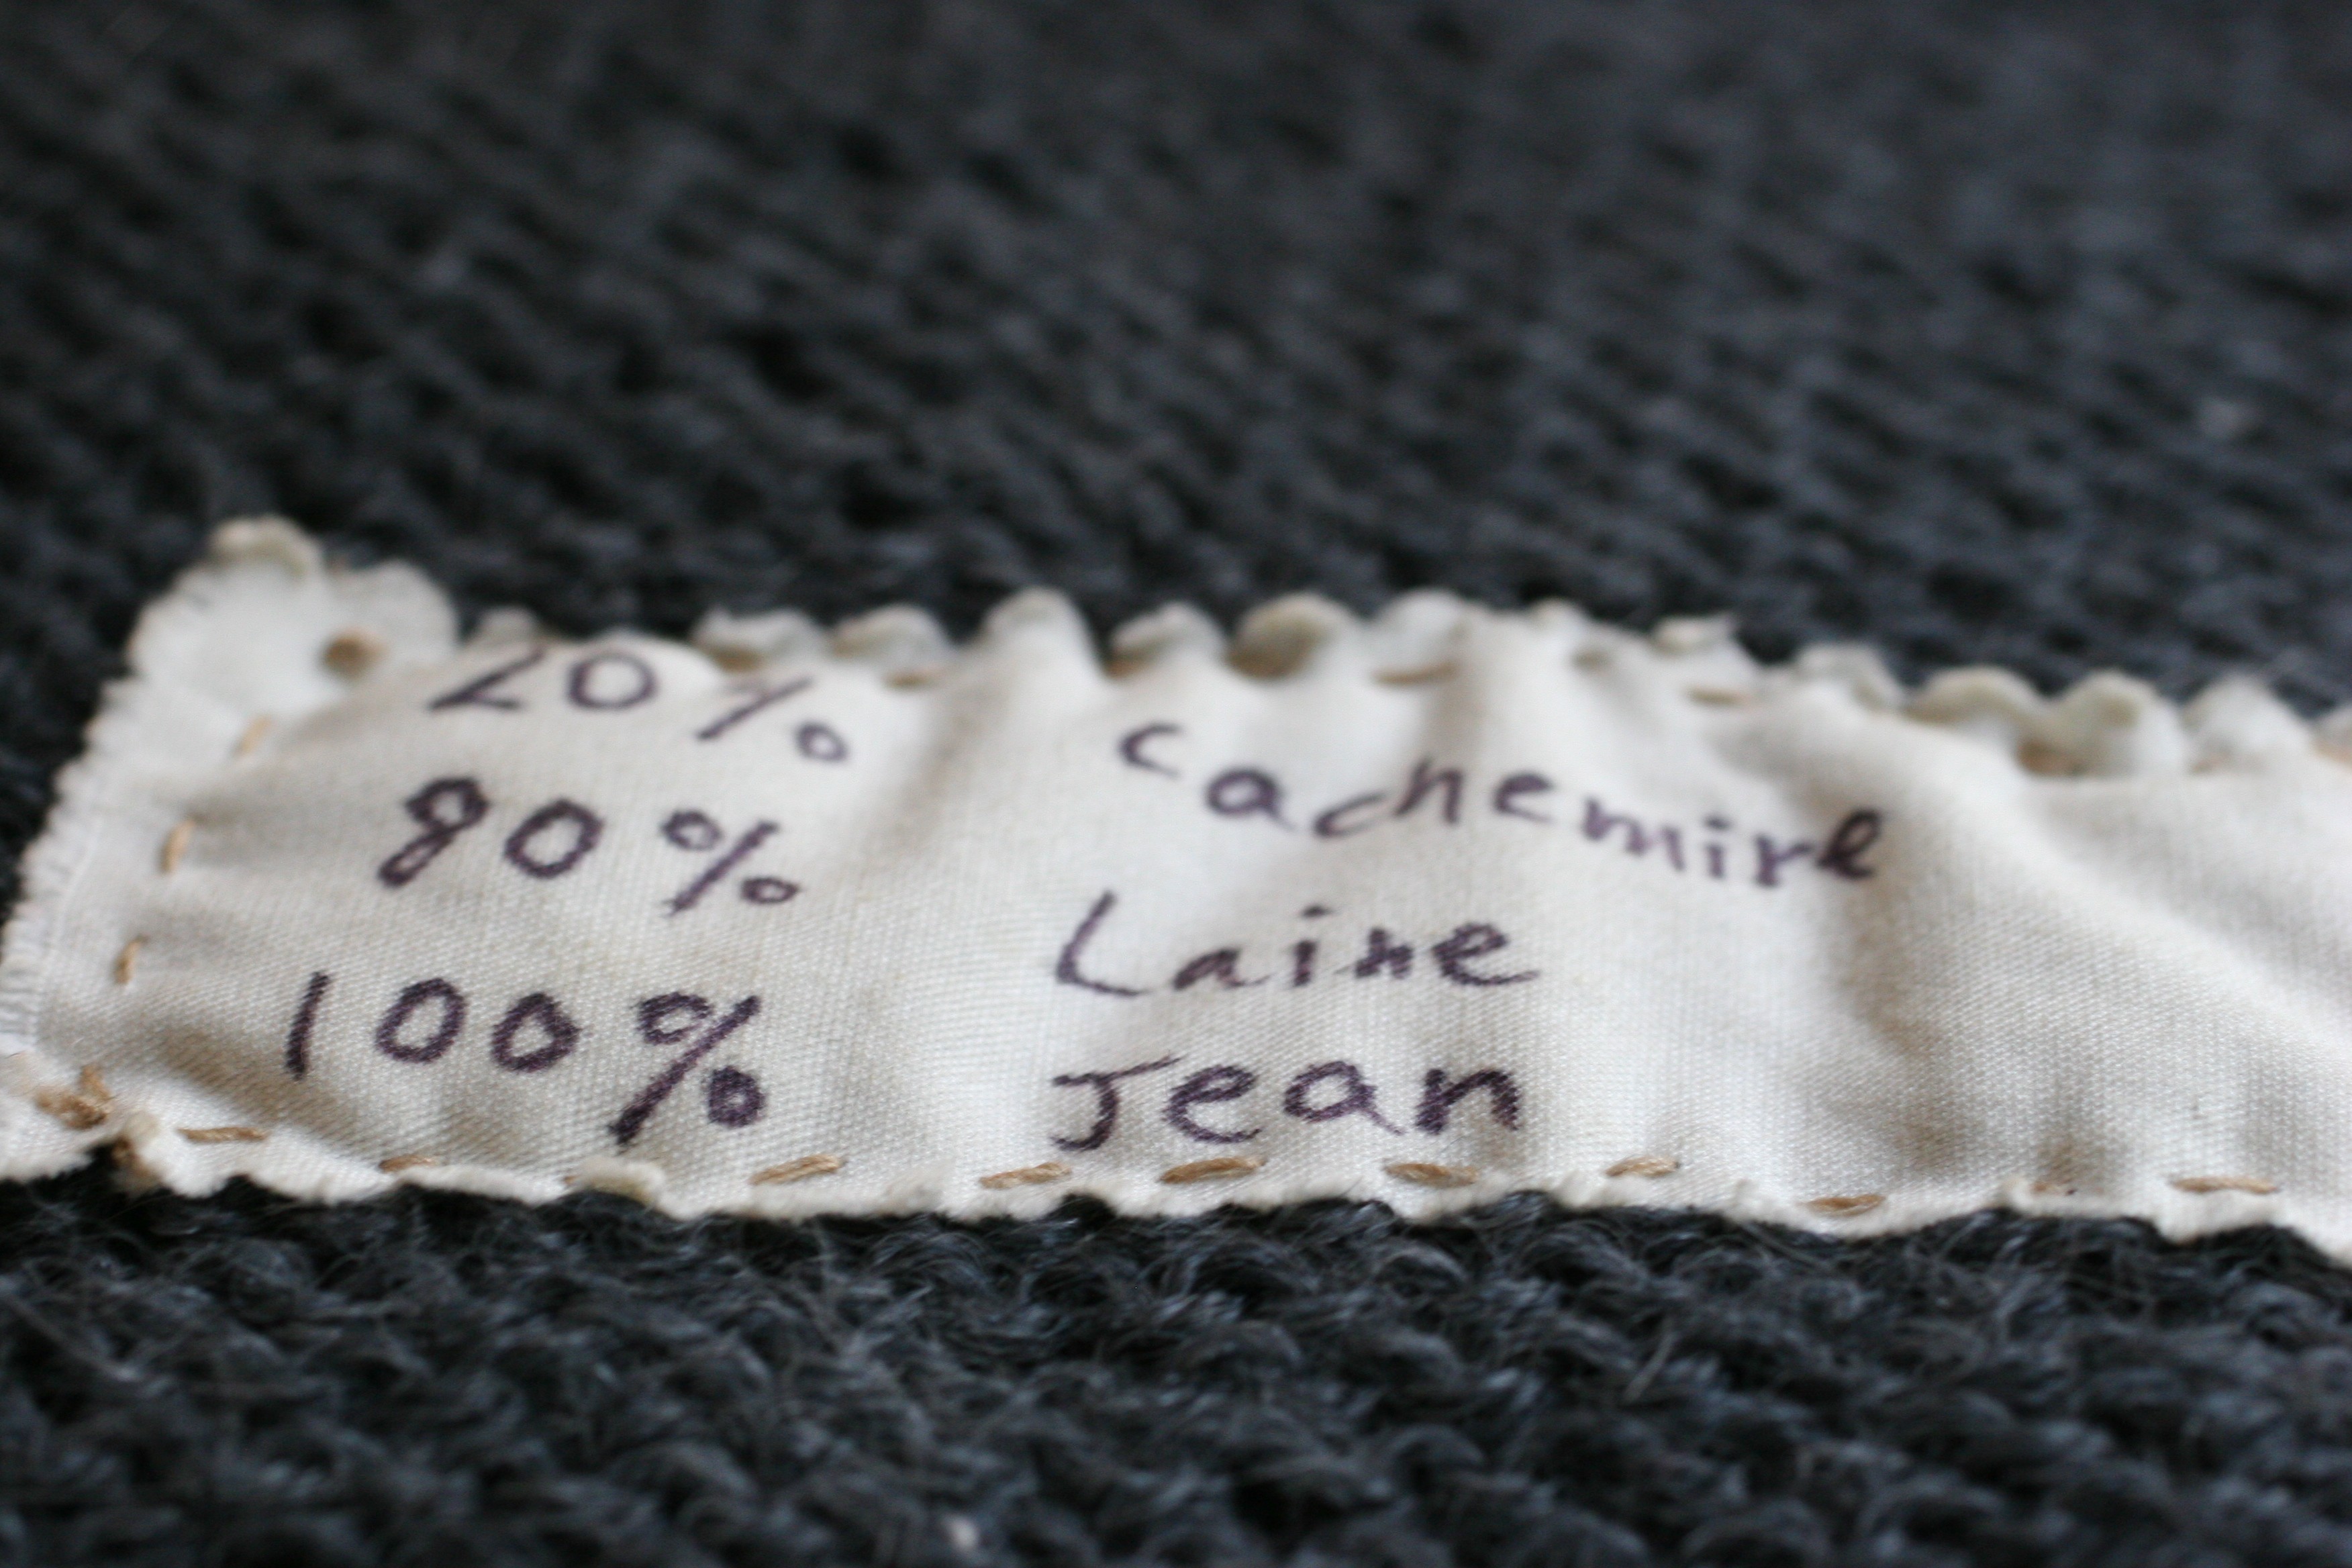 20% cachemire
80% Laine
100% Jean